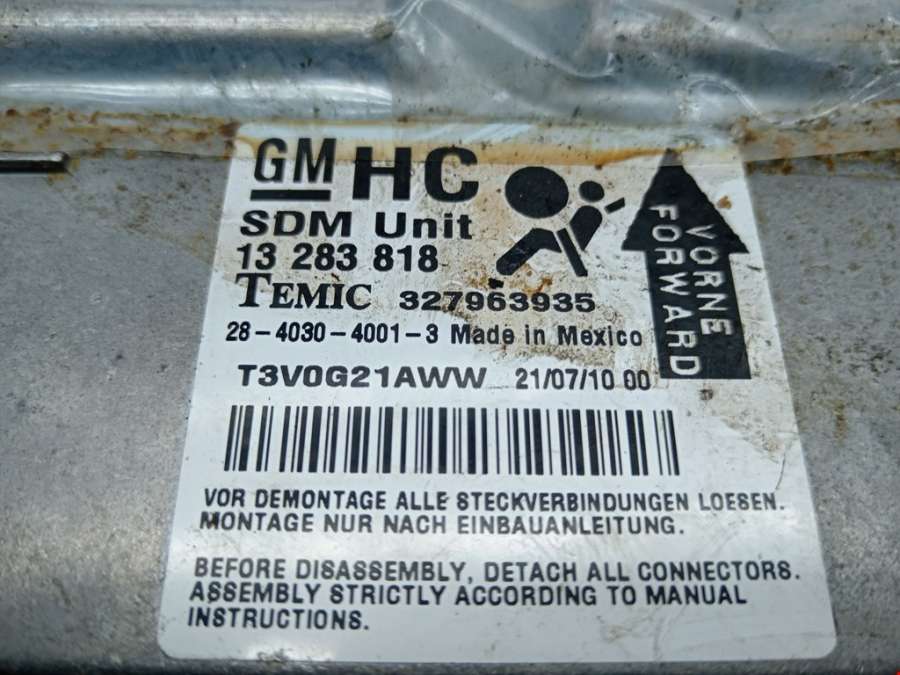 GM HC
SDM Unit
13 283 818
TEMIC 327963935
28-4030-4001-3 Made in Mexico
T3V0G21AWW 21/07/10 00
VORNE
FORWARD
VOR DEMONTAGE ALLE STECKVERBINDUNGEN LOESEN.
MONTAGE NUR NACH EINBAUANLEITUNG.
BEFORE DISASSEMBLY, DETACH ALL CONNECTORS.
ASSEMBLY STRICTLY ACCORDING TO MANUAL
INSTRUCTIONS.